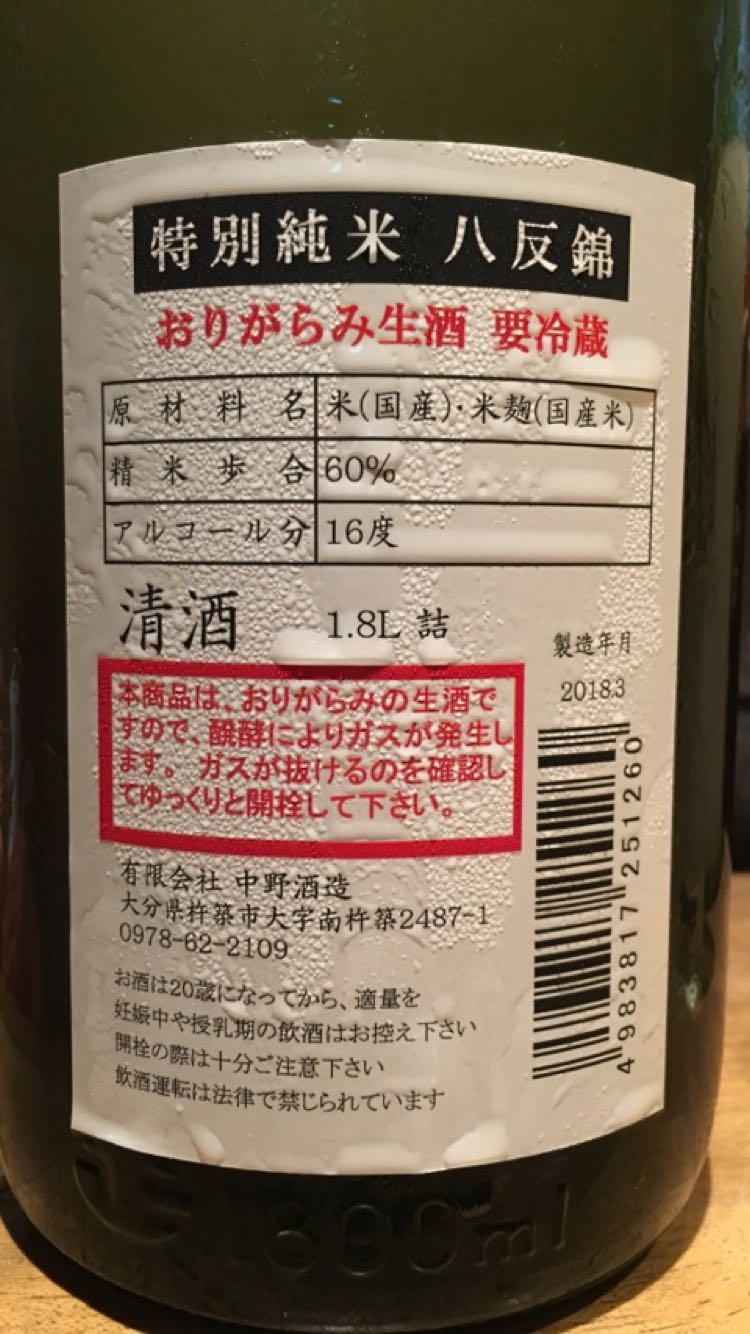 特別純米 八反錦
おりがらみ生酒 要冷蔵
原材料名 米(国産)・米麹(国産米)
精米歩合 60%
アルコール分 16度
清酒 1.8L 詰
製造年月
2018.3
本商品は、おりがらみの生酒で
すので、醗酵によりガスが発生し
ます。 ガスが抜けるのを確認し
てゆっくりと開栓して下さい。
有限会社 中野酒造
大分県杵築市大字南杵築2487-1
0978-62-2109
お酒は20歳になってから、適量を
妊娠中や授乳期の飲酒はお控え下さい
開栓の際は十分ご注意下さい
飲酒運転は法律で禁じられています
4983817251260
1800ml